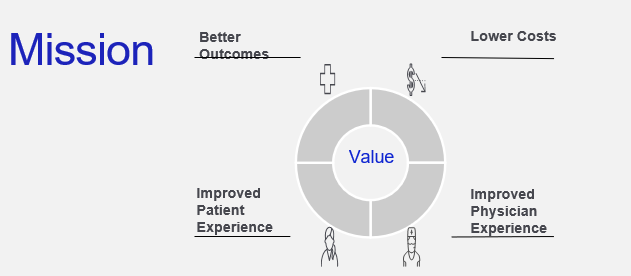 Mission
Better
Outcomes
Lower Costs
$
Value
Improved
Patient
Experience
Improved
Physician
Experience